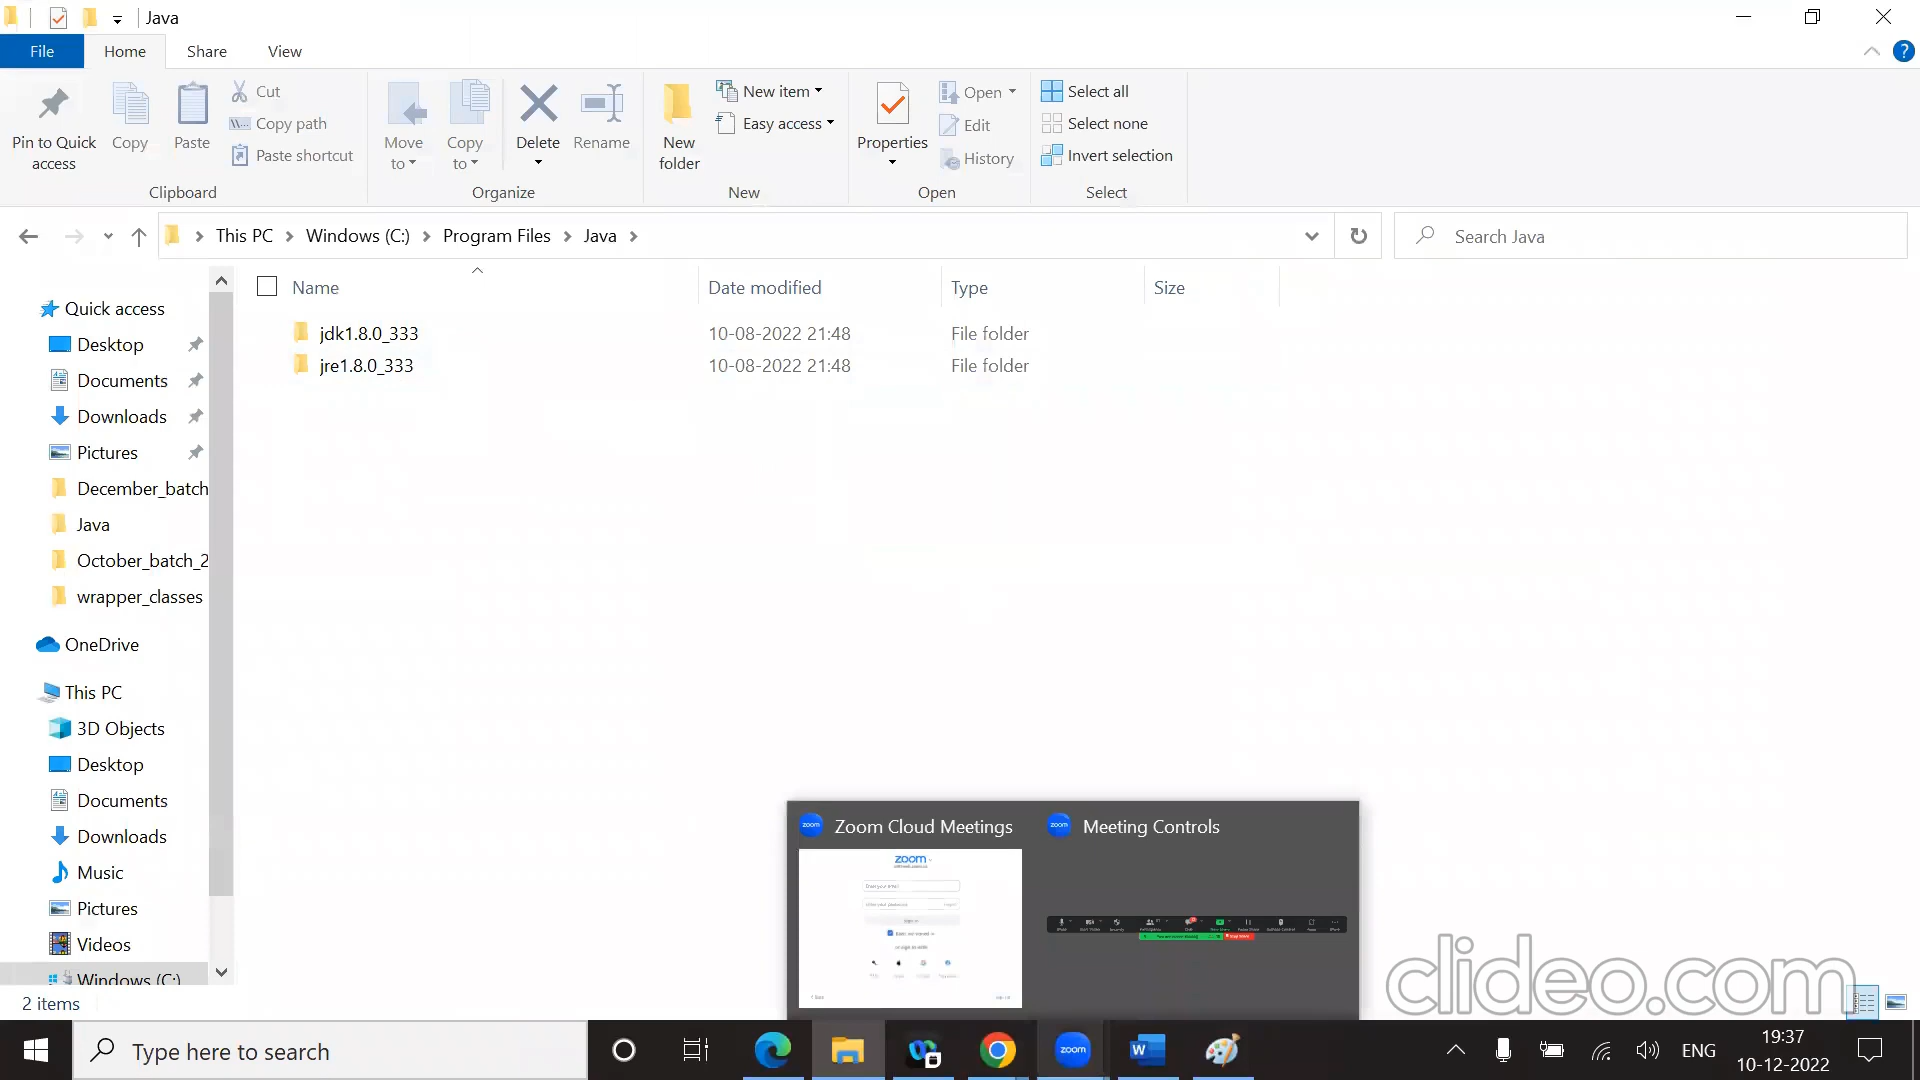 Java
File Home Share View
Pin to Quick access
Copy
Paste
Cut
Copy path
Paste shortcut
Clipboard
Move to
Copy to
Delete
Rename
Organize
New folder
New item
Easy access
New
Properties
Open
Edit
History
Open
Select all
Select none
Invert selection
Select
This PC Windows (C:) Program Files Java
Search Java
Name Date modified Type Size
jdk1.8.0_333 10-08-2022 21:48 File folder
jre1.8.0_333 10-08-2022 21:48 File folder
Quick access
Desktop
Documents
Downloads
Pictures
December_batch
Java
October_batch_2
wrapper_classes
OneDrive
This PC
3D Objects
Desktop
Documents
Downloads
Music
Pictures
Videos
Windows (C:)
2 items
zoom Zoom Cloud Meetings
zoom Meeting Controls
zoom
clideo.com
Type here to search
zoom
ENG
19:37
10-12-2022